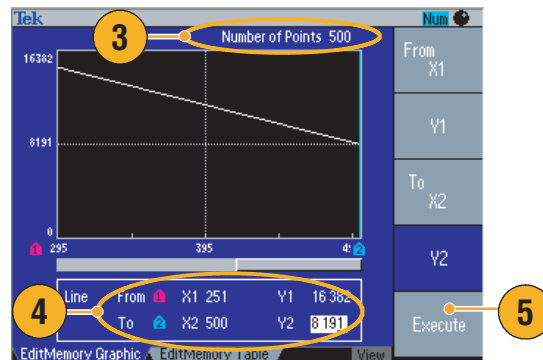 Tek
Num
3
Number of Points 500
16382
8191
0
1
295
395
4:
2
From
X1
Y1
To
X2
Y2
Execute
4
5
Line From 1 X1 251 Y1 16 382
To 2 X2 500 Y2 8 191
EditMemory Graphic EditMemory Table View